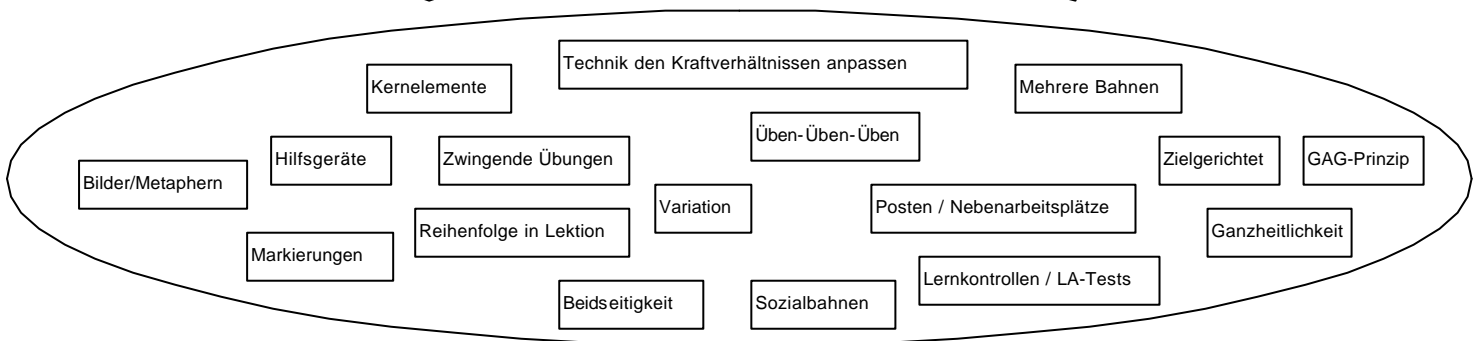 Technik den Kraftverhältnissen anpassen
Kernelemente
Mehrere Bahnen
Üben-Üben-Üben
Hilfsgeräte
Zwingende Übungen
Zielgerichtet
GAG-Prinzip
Bilder/Metaphern
Variation
Posten / Nebenarbeitsplätze
Reihenfolge in Lektion
Ganzheitlichkeit
Markierungen
Lernkontrollen / LA-Tests
Beidseitigkeit
Sozialbahnen